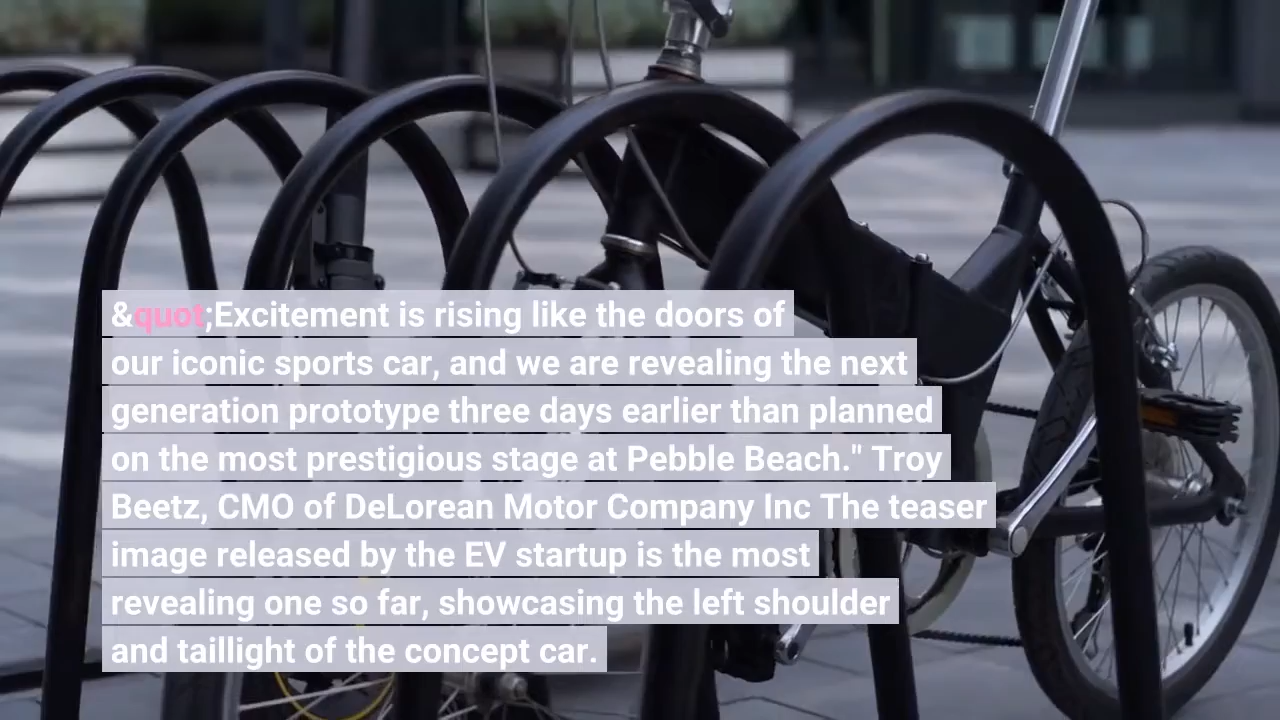 &quot;Excitement is rising like the doors of
our iconic sports car, and we are revealing the next
generation prototype three days earlier than planned
on the most prestigious stage at Pebble Beach." Troy
Beetz, CMO of DeLorean Motor Company Inc The teaser
image released by the EV startup is the most
revealing one so far, showcasing the left shoulder
and taillight of the concept car.